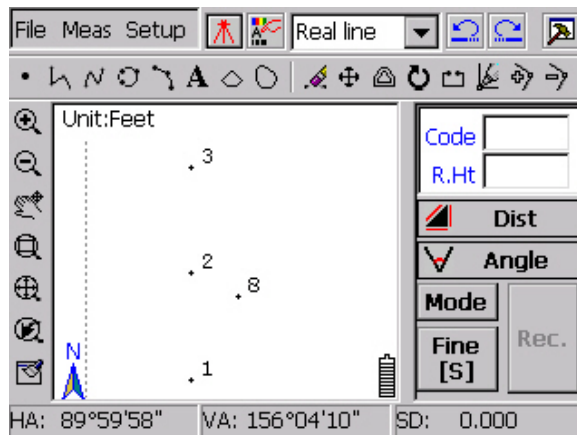 File Meas Setup Real line
A
Unit:Feet
Code
R.Ht
3
Dist
2
Angle
8
Mode
N
Fine
[S]
Rec.
1
HA: 89°59'58" VA: 156°04'10" SD: 0.000